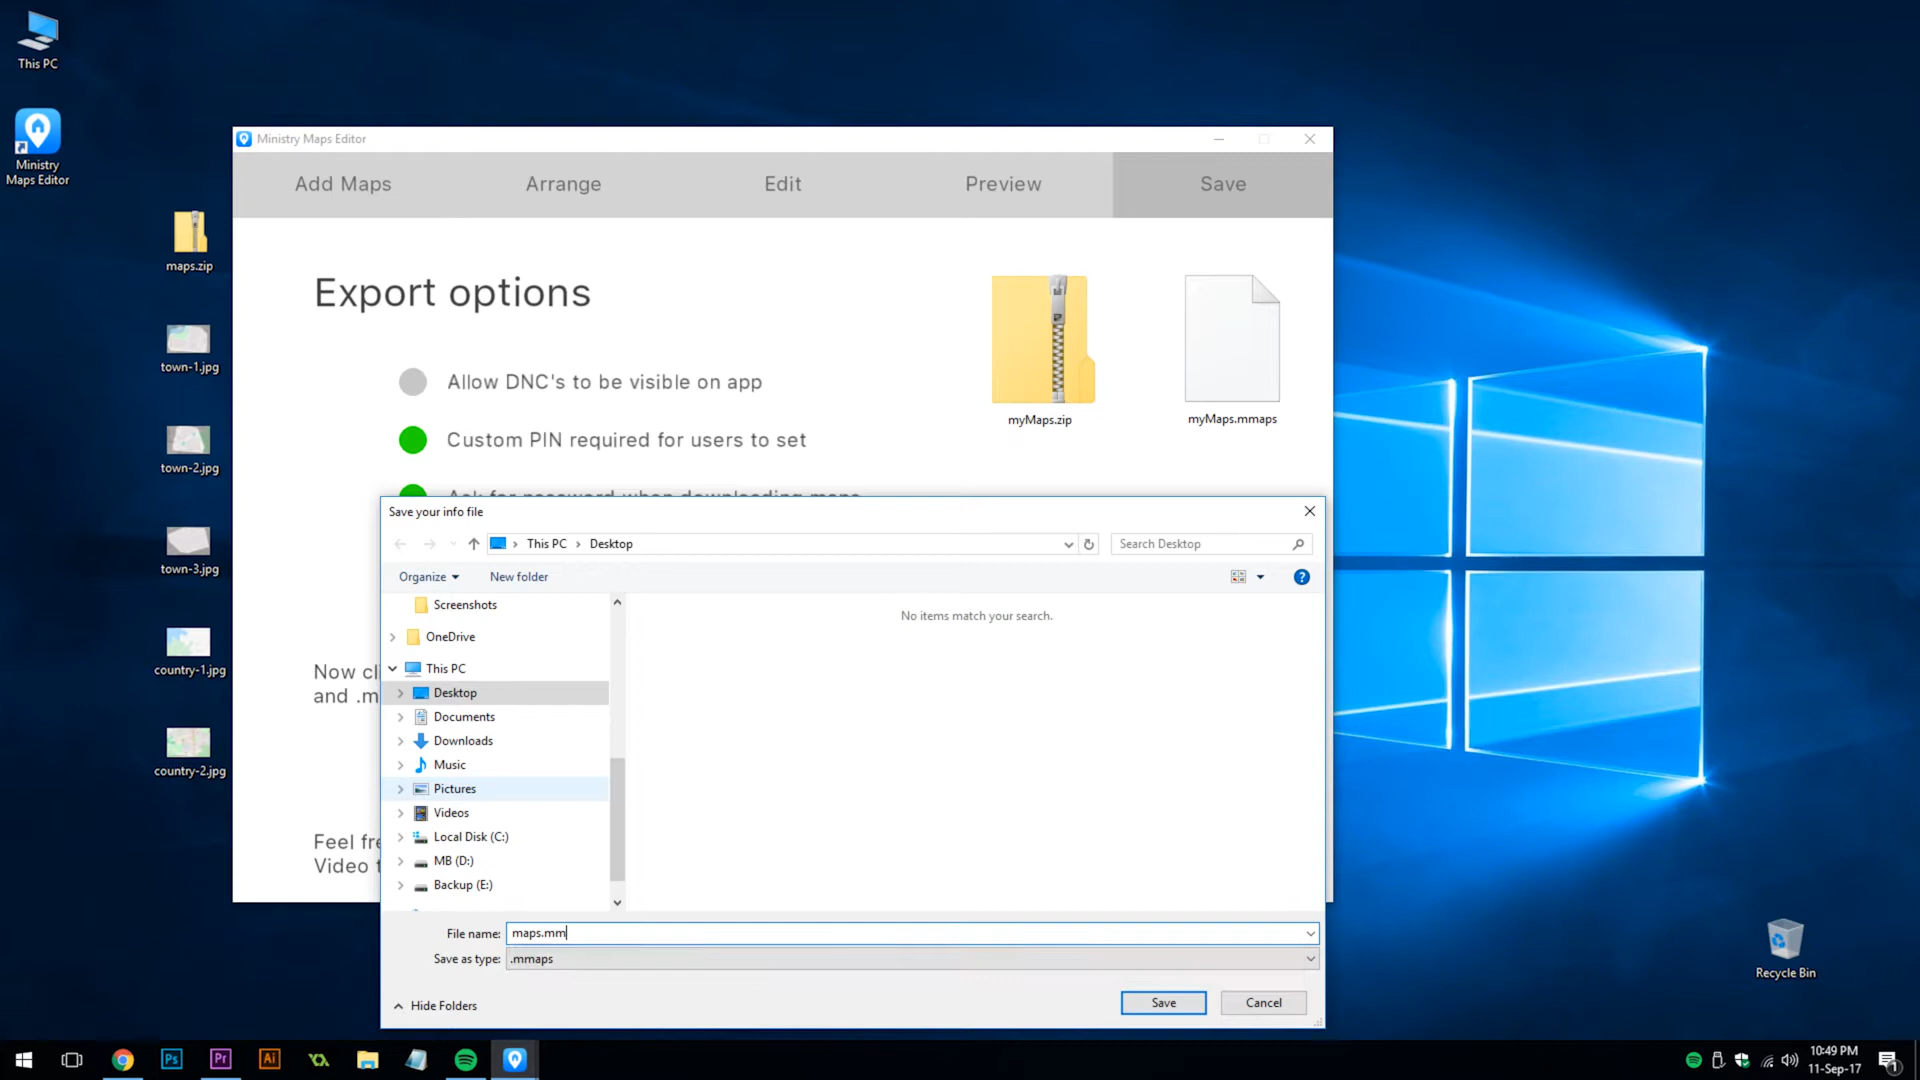 This PC
Ministry
Maps Editor
maps.zip
town-1.jpg
town-2.jpg
town-3.jpg
country-1.jpg
country-2.jpg
Ministry Maps Editor
Add Maps
Arrange
Edit
Preview
Save
Export options
Allow DNC's to be visible on app
Custom PIN required for users to set
Ask for password when downloading maps
myMaps.zip
myMaps.mmaps
Now cli
and .m
Feel fre
Video t
Save your info file
This PC > Desktop
Search Desktop
Organize
New folder
Screenshots
OneDrive
This PC
Desktop
Documents
Downloads
Music
Pictures
Videos
Local Disk (C:)
MB (D:)
Backup (E:)
No items match your search.
File name: maps.mm
Save as type: .mmaps
Hide Folders
Save
Cancel
Recycle Bin
Ps
Pr
Ai
10:49 PM
11-Sep-17
1